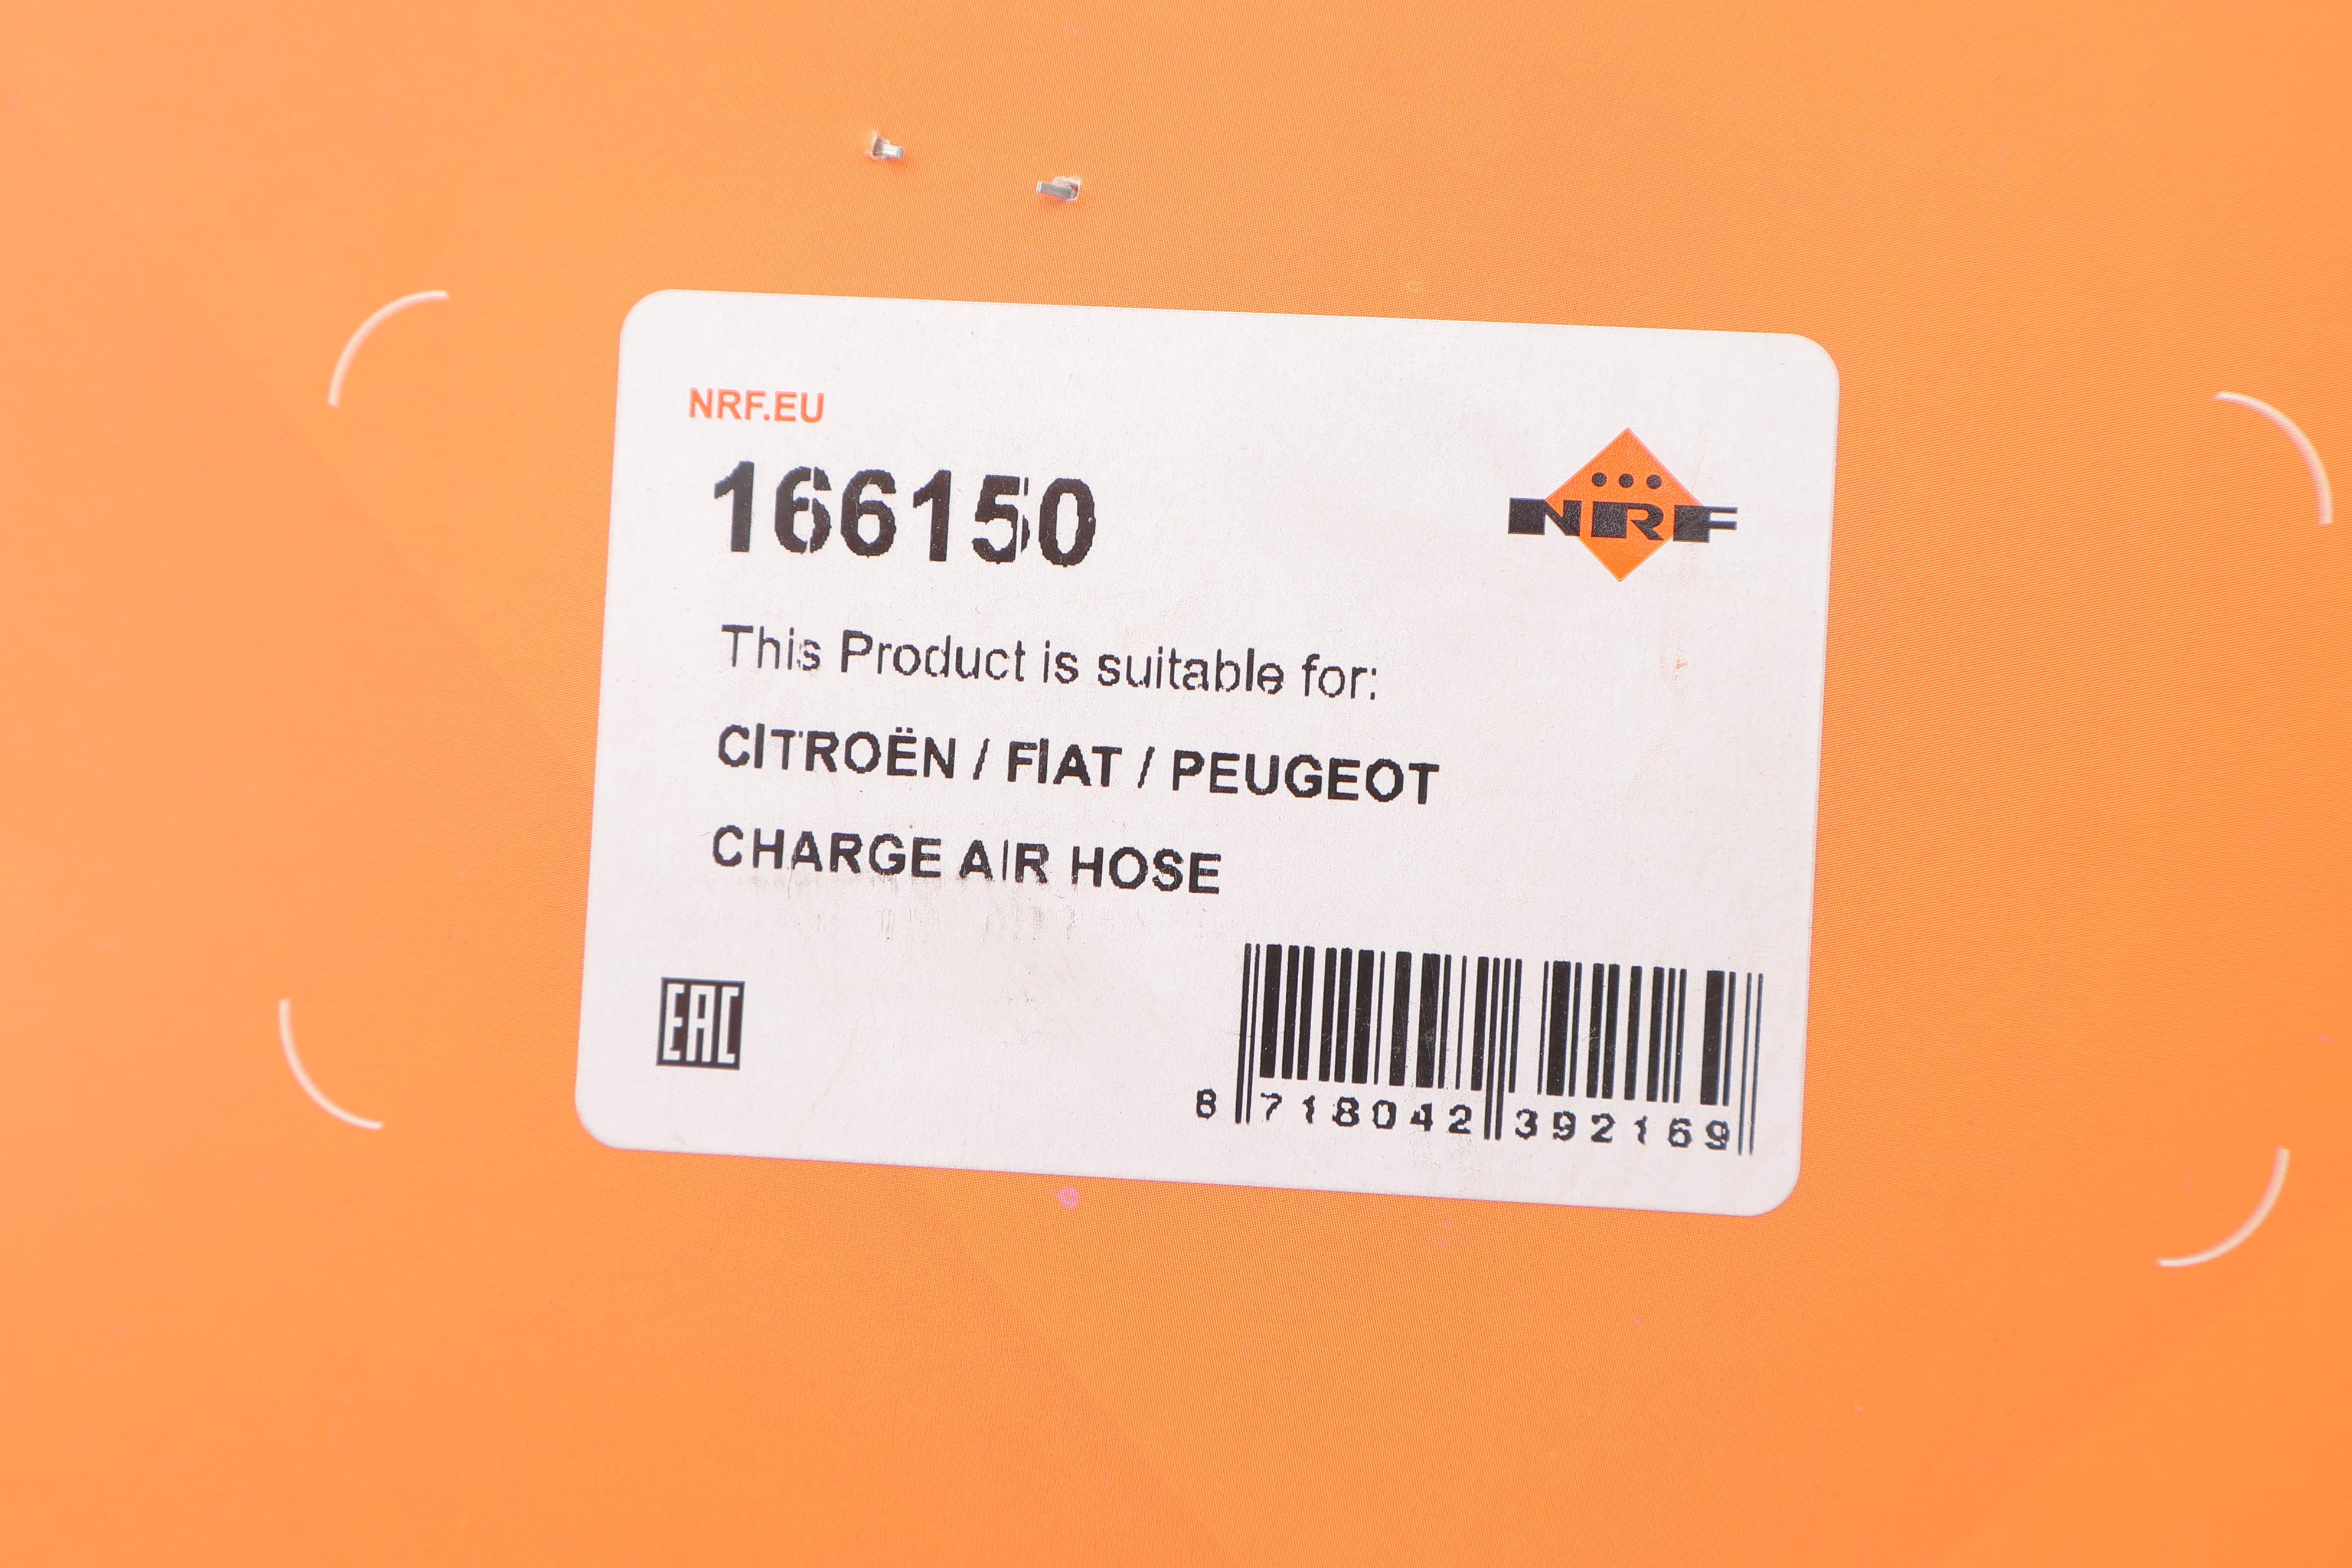 NRF.EU
166150
NRF
This Product is suitable for:
CITROËN / FIAT / PEUGEOT
CHARGE AIR HOSE
EAC
8 718042 392169